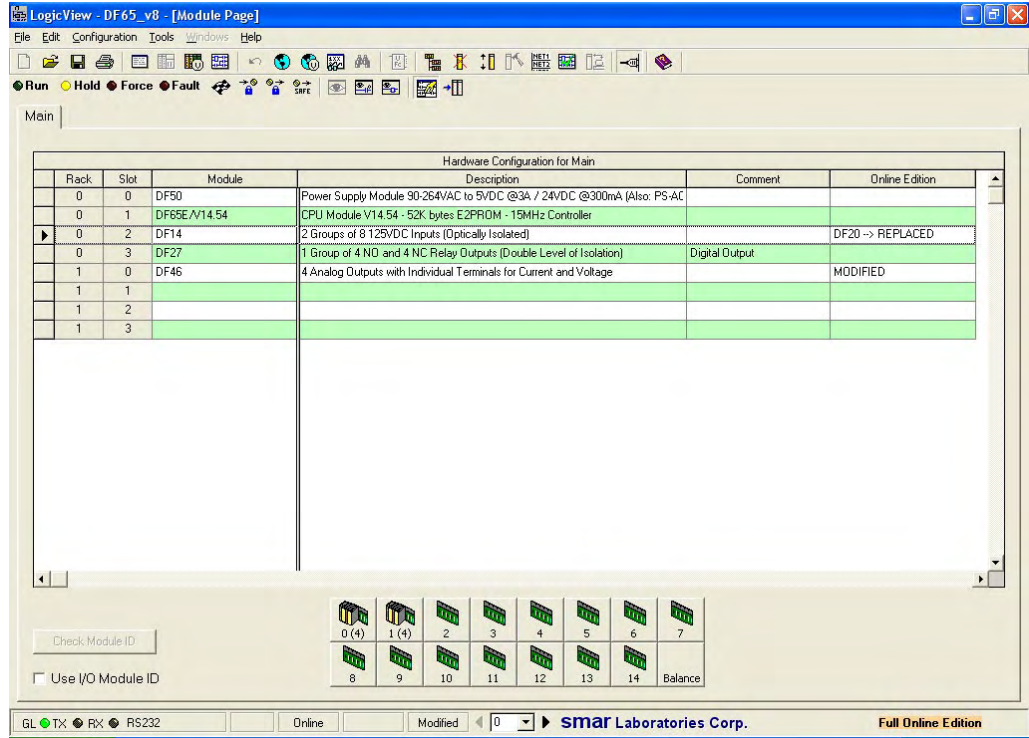 LogicView - DF65_v8 - [Module Page]
File Edit Configuration Tools Windows Help
Run Hold Force Fault SAFE
Main
Hardware Configuration for Main
Rack Slot Module Description Comment Online Edition
0 0 DF50 Power Supply Module 90-264VAC to 5VDC @3A / 24VDC @300mA (Also: PS-AC
0 1 DF65E/V14.54 CPU Module V14.54 - 52K bytes E2PROM - 15MHz Controller
0 2 DF14 2 Groups of 8 125VDC Inputs (Optically Isolated) DF20 --> REPLACED
0 3 DF27 1 Group of 4 NO and 4 NC Relay Outputs (Double Level of Isolation) Digital Output
1 0 DF46 4 Analog Outputs with Individual Terminals for Current and Voltage MODIFIED
1 1
1 2
1 3
0 (4) 1 (4) 2 3 4 5 6 7
Check Module ID
8 9 10 11 12 13 14 Balance
Use I/O Module ID
GL TX RX RS232 Online Modified 0 smar Laboratories Corp. Full Online Edition